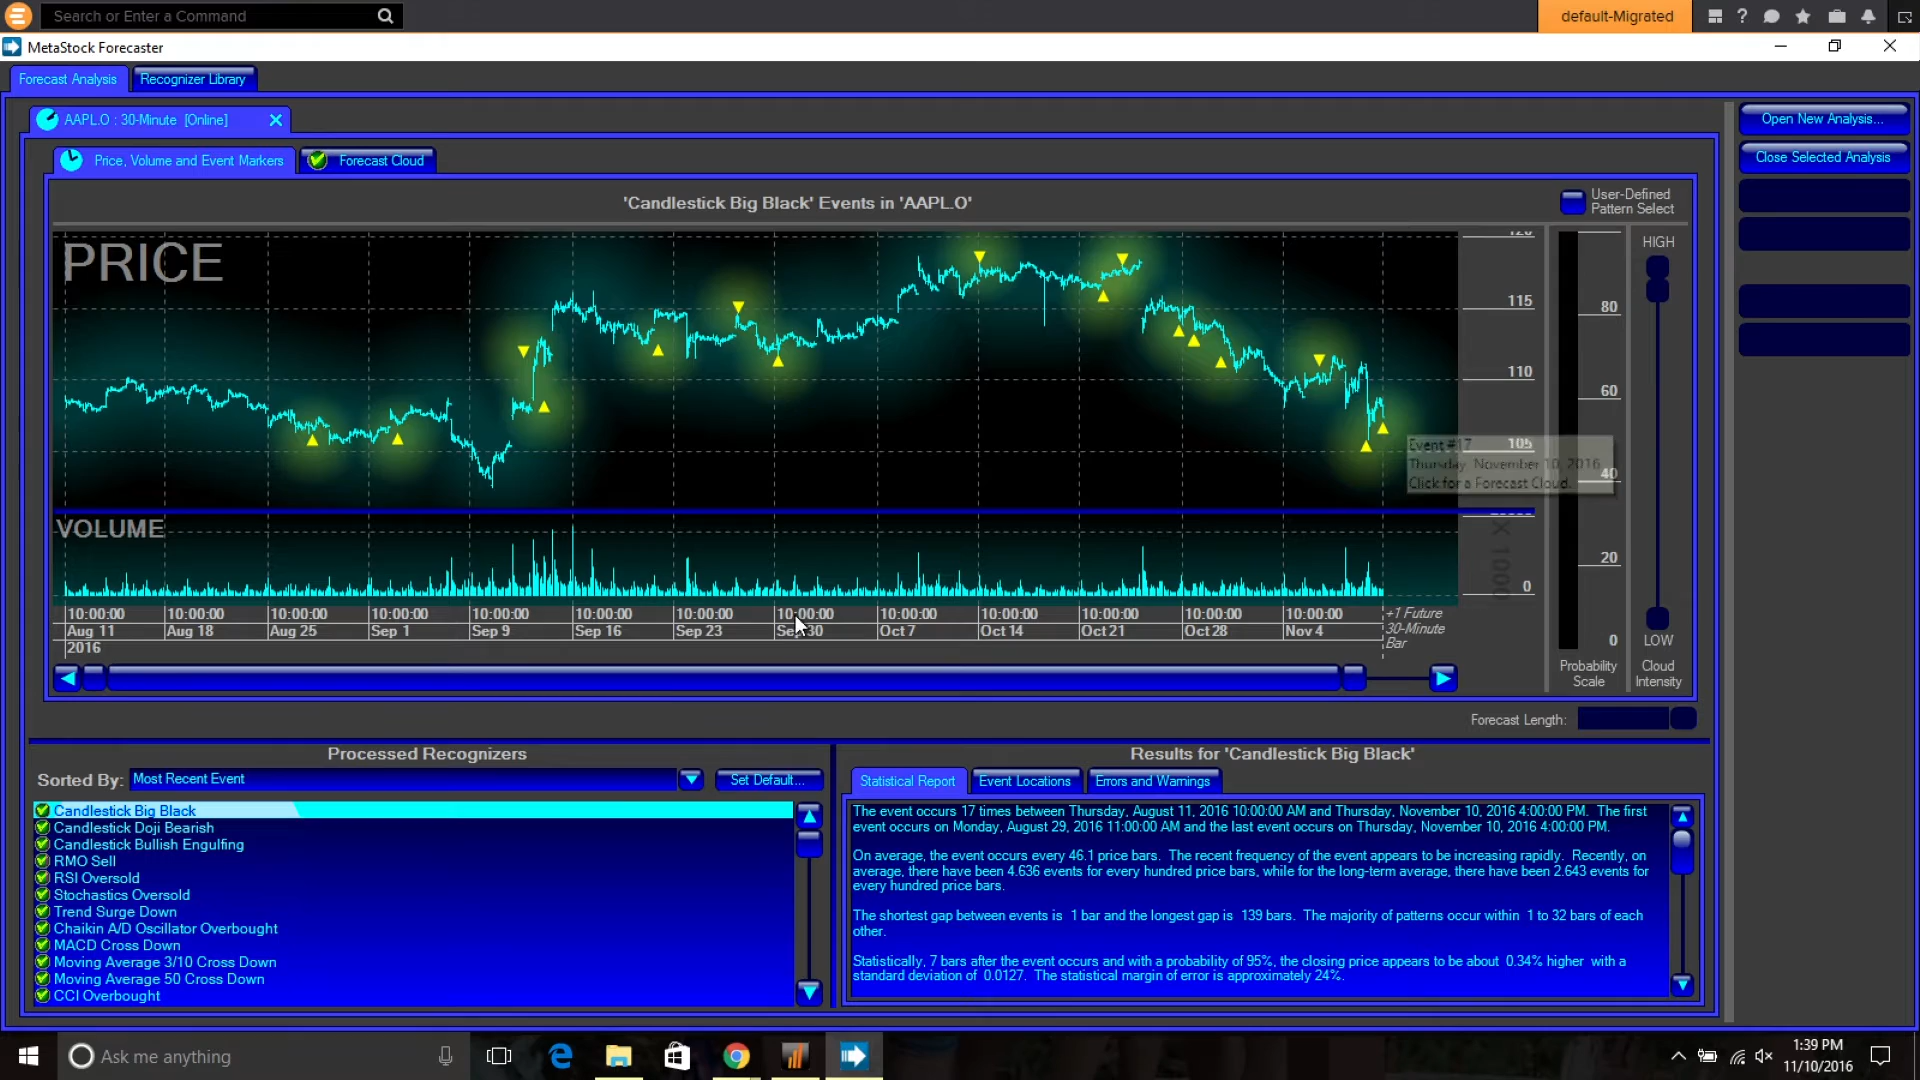 Search or Enter a Command
default-Migrated
MetaStock Forecaster
Forecast Analysis
Recognizer Library
AAPL.O : 30-Minute [Online]
Open New Analysis...
Price, Volume and Event Markers
Forecast Cloud
Close Selected Analysis
'Candlestick Big Black' Events in 'AAPL.O'
User-Defined
Pattern Select
PRICE
120
115
110
105
HIGH
80
60
40
20
0
LOW
Event #17
Thursday, November 10, 2016
Click for a Forecast Cloud.
VOLUME
X 1000
0
10:00:00 10:00:00 10:00:00 10:00:00 10:00:00 10:00:00 10:00:00 10:00:00 10:00:00 10:00:00 10:00:00 10:00:00 10:00:00
Aug 11 Aug 18 Aug 25 Sep 1 Sep 9 Sep 16 Sep 23 Sep 30 Oct 7 Oct 14 Oct 21 Oct 28 Nov 4
2016
+1 Future
30-Minute
Bar
Probability
Scale
Cloud
Intensity
Forecast Length:
Processed Recognizers
Sorted By: Most Recent Event
Set Default...
Candlestick Big Black
Candlestick Doji Bearish
Candlestick Bullish Engulfing
RMO Sell
RSI Oversold
Stochastics Oversold
Trend Surge Down
Chaikin A/D Oscillator Overbought
MACD Cross Down
Moving Average 3/10 Cross Down
Moving Average 50 Cross Down
CCI Overbought
Results for 'Candlestick Big Black'
Statistical Report
Event Locations
Errors and Warnings
The event occurs 17 times between Thursday, August 11, 2016 10:00:00 AM and Thursday, November 10, 2016 4:00:00 PM. The first
event occurs on Monday, August 29, 2016 11:00:00 AM and the last event occurs on Thursday, November 10, 2016 4:00:00 PM.
On average, the event occurs every 46.1 price bars. The recent frequency of the event appears to be increasing rapidly. Recently, on
average, there have been 4.636 events for every hundred price bars, while for the long-term average, there have been 2.643 events for
every hundred price bars.
The shortest gap between events is 1 bar and the longest gap is 139 bars. The majority of patterns occur within 1 to 32 bars of each
other.
Statistically, 7 bars after the event occurs and with a probability of 95%, the closing price appears to be about 0.34% higher with a
standard deviation of 0.0127. The statistical margin of error is approximately 24%.
Ask me anything
1:39 PM
11/10/2016